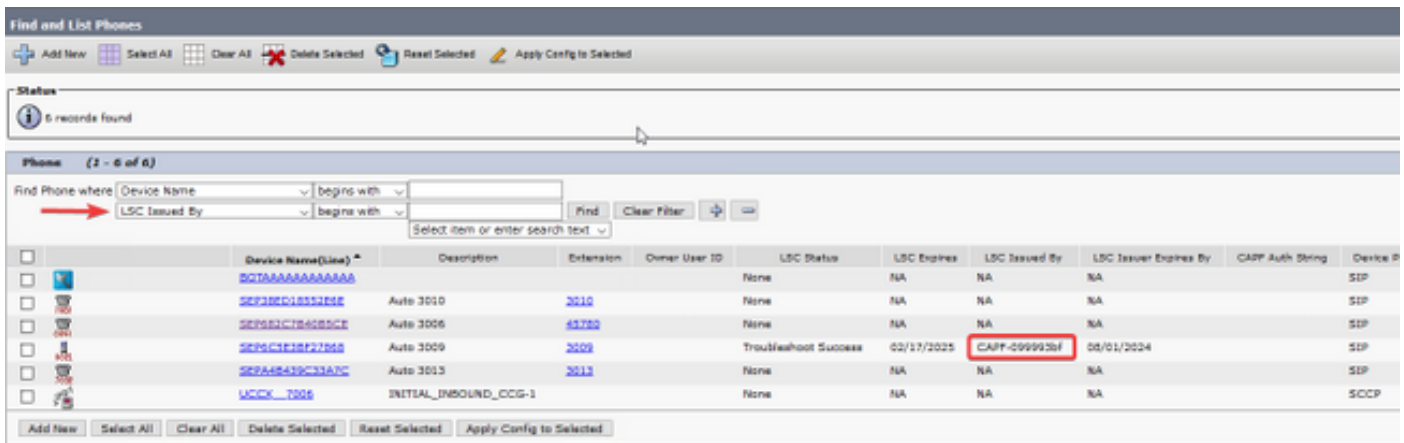 Find and List Phones
Add New Select All Clear All Delete Selected Reset Selected Apply Config to Selected
Status
6 records found
Phone (1 - 6 of 6)
Find Phone where Device Name begins with
LSC Issued By begins with Find Clear Filter
Select item or enter search text
Device Name(Line) Description Extension Owner User ID LSC Status LSC Expires LSC Issued By LSC Issuer Expires By CAPF Auth String Device P
None NA NA NA SIP
Auto 3010 3010 None NA NA NA SIP
Auto 3006 45780 None NA NA NA SIP
Auto 3009 3009 Troubleshoot Success 02/17/2025 CAPF-099993bf 08/01/2024 SIP
SEPA4B439C33A7C Auto 3013 3013 None NA NA NA SIP
UCCX__7006 INITIAL_INBOUND_CCG-1 None NA NA NA SCCP
Add New Select All Clear All Delete Selected Reset Selected Apply Config to Selected